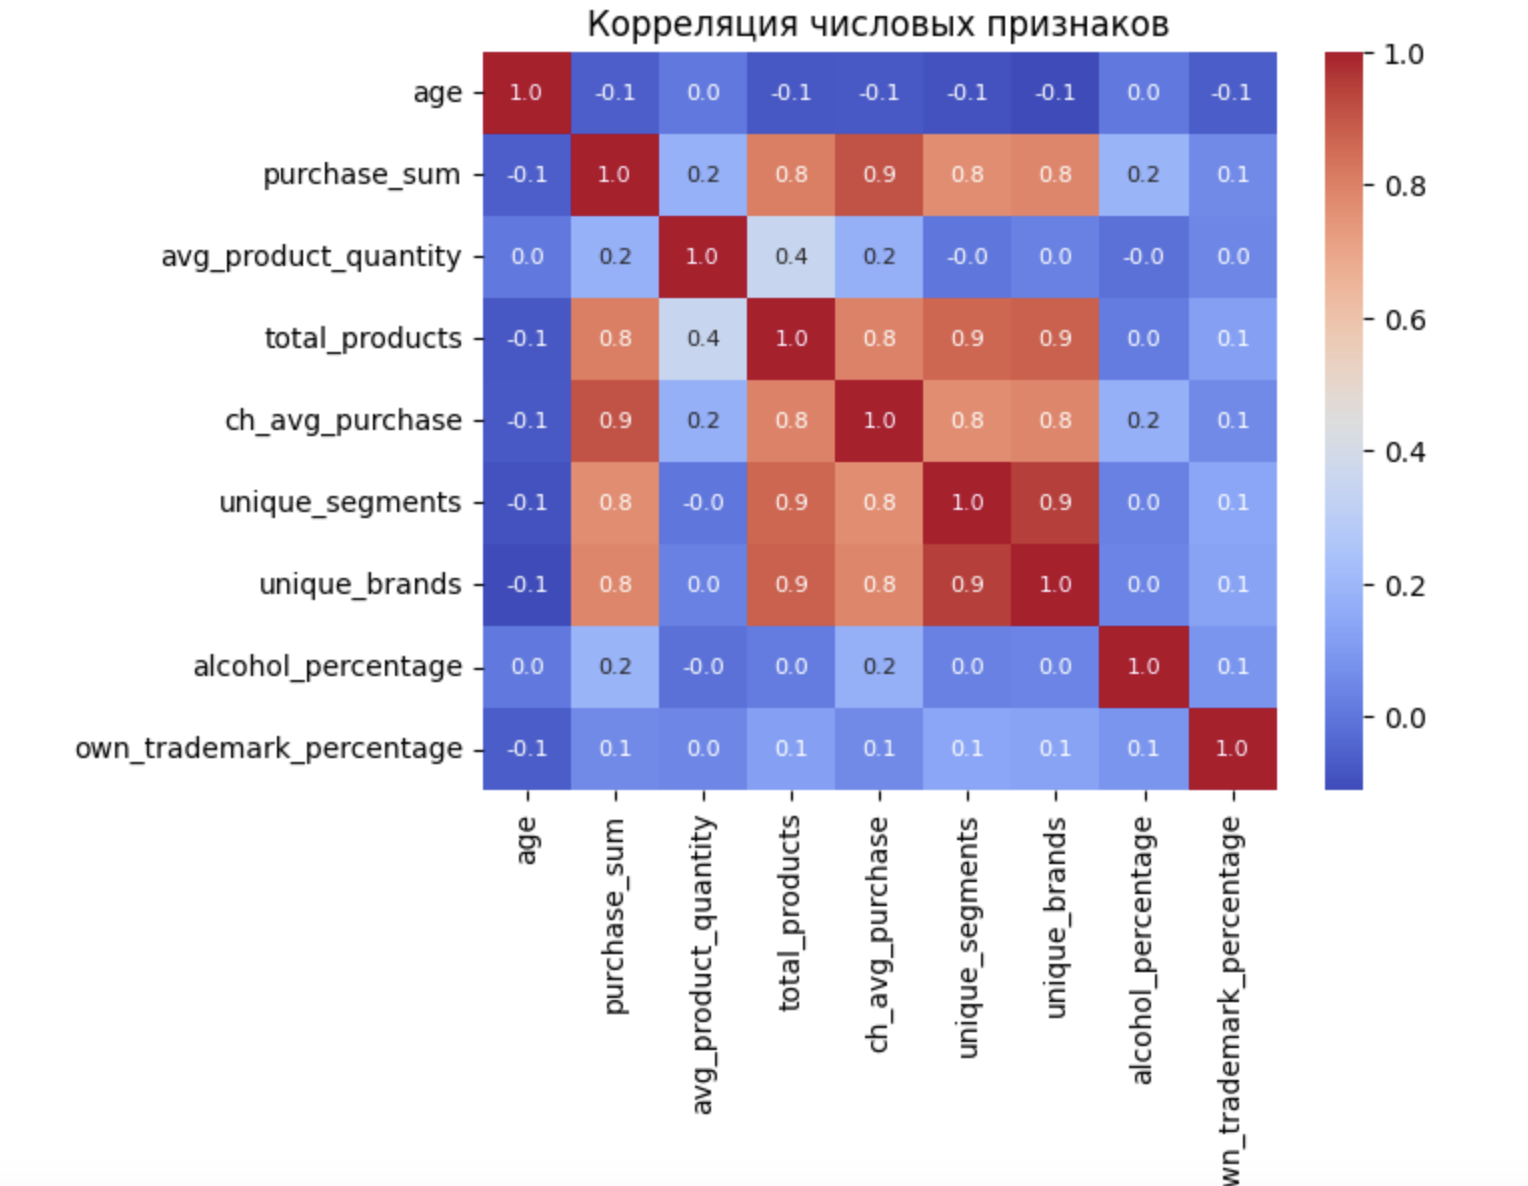 Корреляция числовых признаков
age 1.0 -0.1 0.0 -0.1 -0.1 -0.1 -0.1 0.0 -0.1
purchase_sum -0.1 1.0 0.2 0.8 0.9 0.8 0.8 0.2 0.1
avg_product_quantity 0.0 0.2 1.0 0.4 0.2 -0.0 0.0 -0.0 0.0
total_products -0.1 0.8 0.4 1.0 0.8 0.9 0.9 0.0 0.1
ch_avg_purchase -0.1 0.9 0.2 0.8 1.0 0.8 0.8 0.2 0.1
unique_segments -0.1 0.8 -0.0 0.9 0.8 1.0 0.9 0.0 0.1
unique_brands -0.1 0.8 0.0 0.9 0.8 0.9 1.0 0.0 0.1
alcohol_percentage 0.0 0.2 -0.0 0.0 0.2 0.0 0.0 1.0 0.1
own_trademark_percentage -0.1 0.1 0.0 0.1 0.1 0.1 0.1 0.1 1.0
age
purchase_sum
avg_product_quantity
total_products
ch_avg_purchase
unique_segments
unique_brands
alcohol_percentage
wn_trademark_percentage
1.0
0.8
0.6
0.4
0.2
0.0